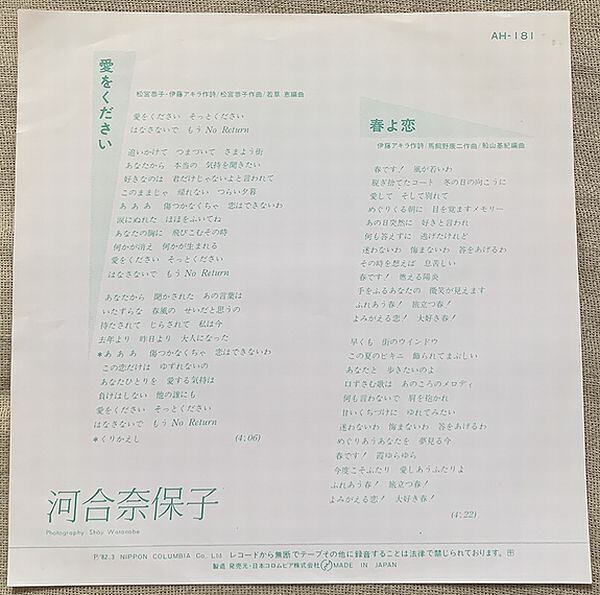 AH-181
愛をください
松宮恭子・伊藤アキラ作詩/松宮恭子作曲/若草 恵編曲
愛をください そっとください
はなさないで もう No Return
追いかけて つまづいて さまよう街
あなたから 本当の 気持を聞きたい
好きなのは 君だけじゃないよと言われて
このままじゃ 帰れない つらい夕暮
あ あ あ 傷つかなくちゃ 恋はできないわ
涙にぬれた ほほをふいてね
あなたの胸に 飛びこむその時
何かが消え 何かが生まれる
愛をください そっとください
はなさないで もう No Return
あなたから 聞かされた あの言葉は
いたずらな 春風の せいだと思うの
待たされて じらされて 私は今
去年より 昨日より 大人になった
*あ あ あ 傷つかなくちゃ 恋はできないわ
この恋だけは ゆずれないの
あなたひとりを 愛する気持は
負けはしない 他の誰にも
愛をください そっとください
はなさないで もう No Return
*くりかえし (4:06)
春よ恋
伊藤アキラ作詩/馬飼野康二作曲/船山基紀編曲
春です! 風が若いわ
脱ぎ捨てたコート 冬の日の向こうに
愛して そして別れて
めぐりくる朝に 目を覚ますメモリー
あの日突然に 好きと言われ
何も答えずに 逃げたけれど
迷わないわ 悔まないわ 答をあげるわ
その時を想えば 息苦しい
春です! 燃える陽炎
手をふるあなたの 微笑が見えます
ふれあう春! 旅立つ春!
よみがえる恋! 大好き春!
早くも 街のウインドウ
この夏のビキニ 飾られてまぶしい
あなたと 歩きたいのよ
口ずさむ歌は あのころのメロディ
何も言わないで 肩を抱かれ
甘いくちづけに ゆれてみたい
迷わないわ 悔まないわ 答をあげるわ
めぐりあうあなたを 夢見る今
春です! 霞ゆらゆら
今度こそふたり 愛しあうふたりよ
ふれあう春! 旅立つ春!
よみがえる恋! 大好き春!
(4:22)
河合奈保子
Photography: Shöji Watanabe
P/'82.3 NIPPON COLUMBIA Co., Ltd. レコードから無断でテープその他に録音することは法律で禁じられております。
製造 発売元・日本コロムビア株式会社 MADE IN JAPAN